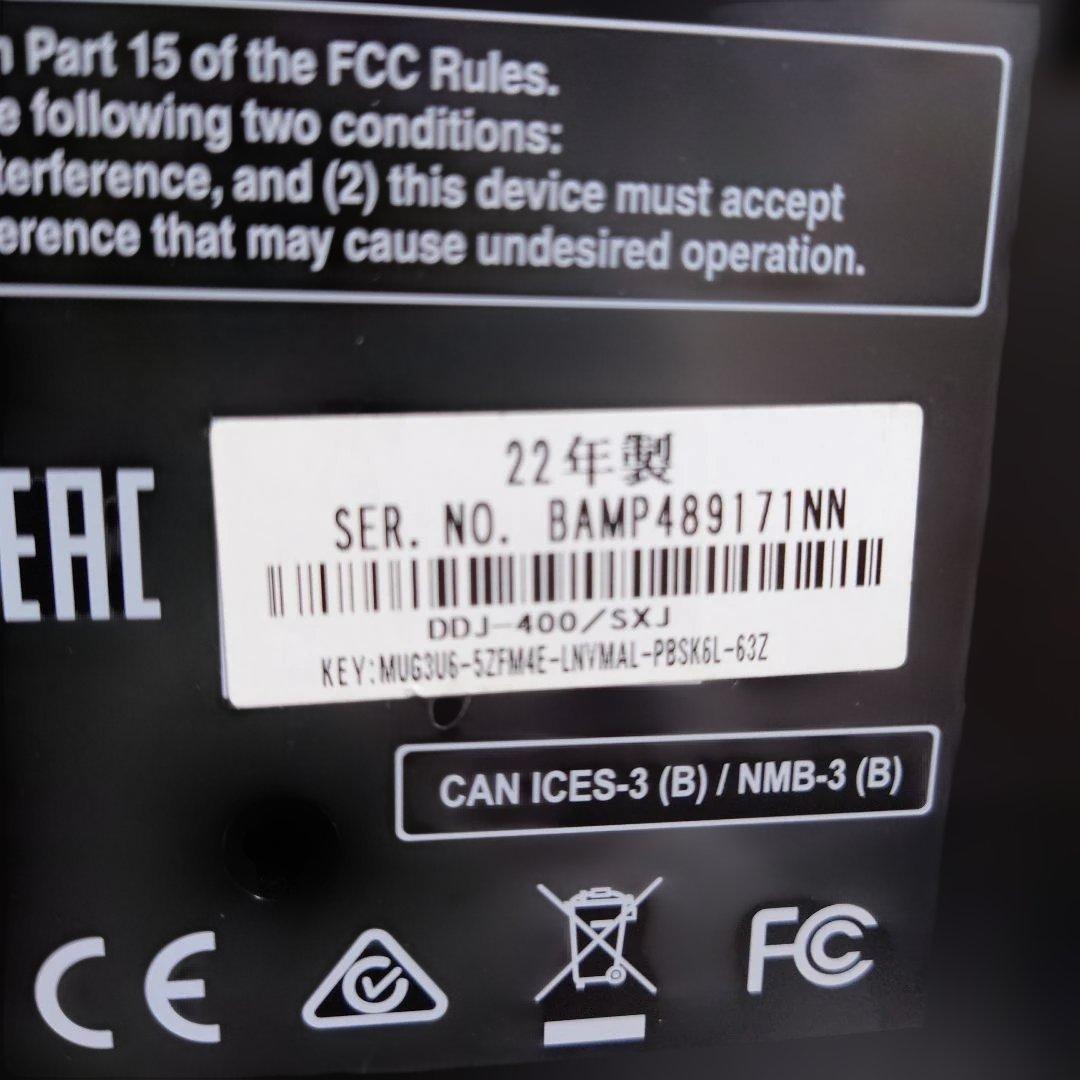 n Part 15 of the FCC Rules.
e following two conditions:
terference, and (2) this device must accept
erence that may cause undesired operation.
EAC
22年製
SER. NO. BAMP489171NN
DDJ-400/SXJ
KEY:MUG3U6-5ZFM4E-LNVMAL-PBSK6L-63Z
CAN ICES-3 (B) / NMB-3 (B)
CE FC